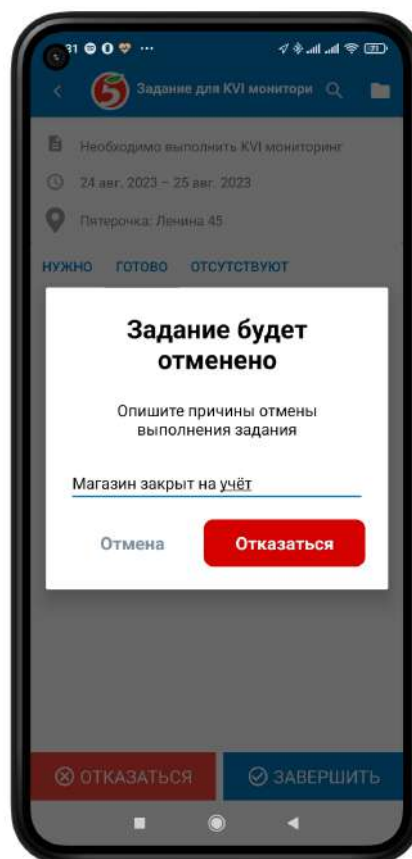 31 ...
Задание для KVI монитори
Необходимо выполнить KVI мониторинг
24 авг. 2023 – 25 авг. 2023
Пятерочка: Ленина 45
НУЖНО ГОТОВО ОТСУТСТВУЮТ
Задание будет
отменено
Опишите причины отмены
выполнения задания
Магазин закрыт на учёт
Отмена Отказаться
ОТКАЗАТЬСЯ ЗАВЕРШИТЬ